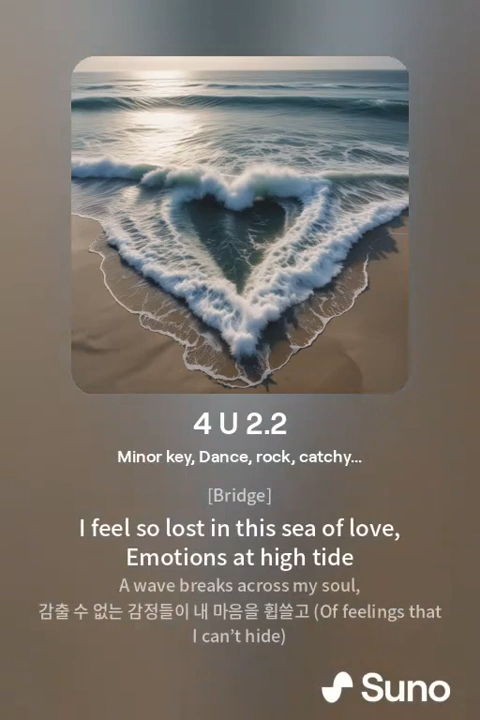 4 U 2.2
Minor key, Dance, rock, catchy...
[Bridge]
I feel so lost in this sea of love,
Emotions at high tide
A wave breaks across my soul,
감출 수 없는 감정들이 내 마음을 휩쓸고 (Of feelings that
I can't hide)
Suno